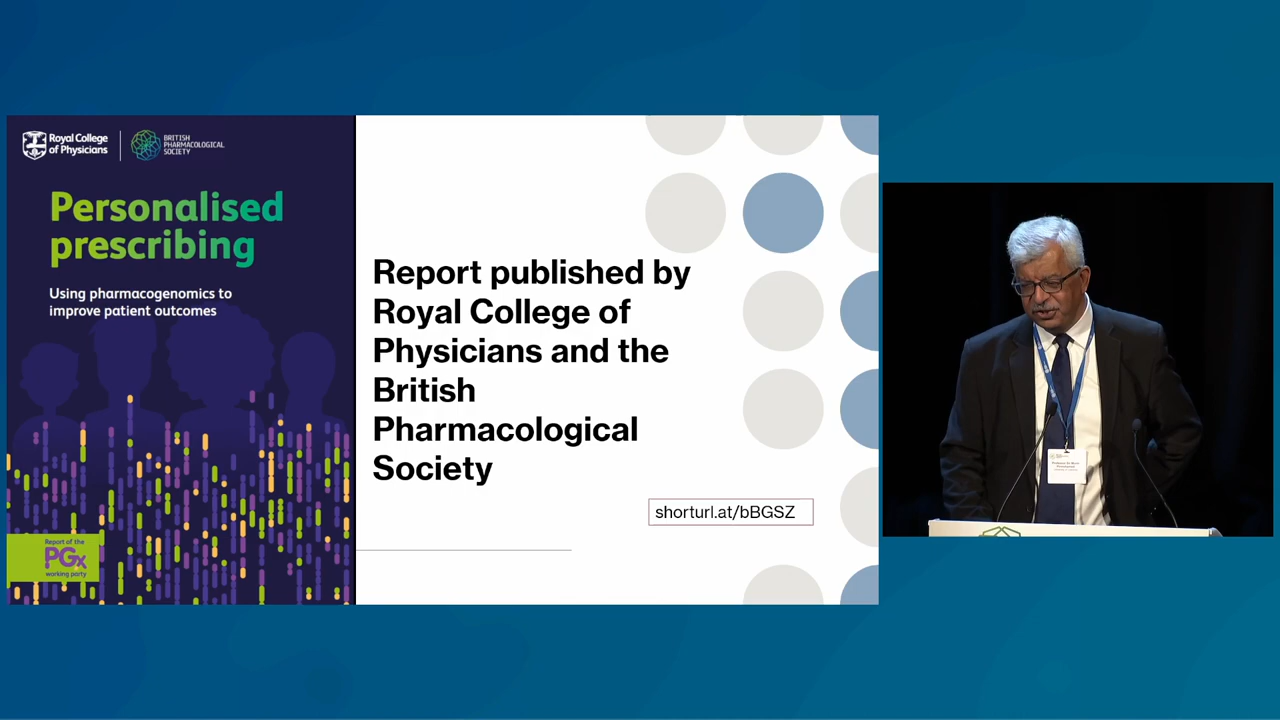 Royal College
of Physicians
BRITISH
PHARMACOLOGICAL
SOCIETY
Personalised
prescribing
Using pharmacogenomics to
improve patient outcomes
Report of the
PGx
working party
Report published by
Royal College of
Physicians and the
British
Pharmacological
Society
shorturl.at/bBGSZ